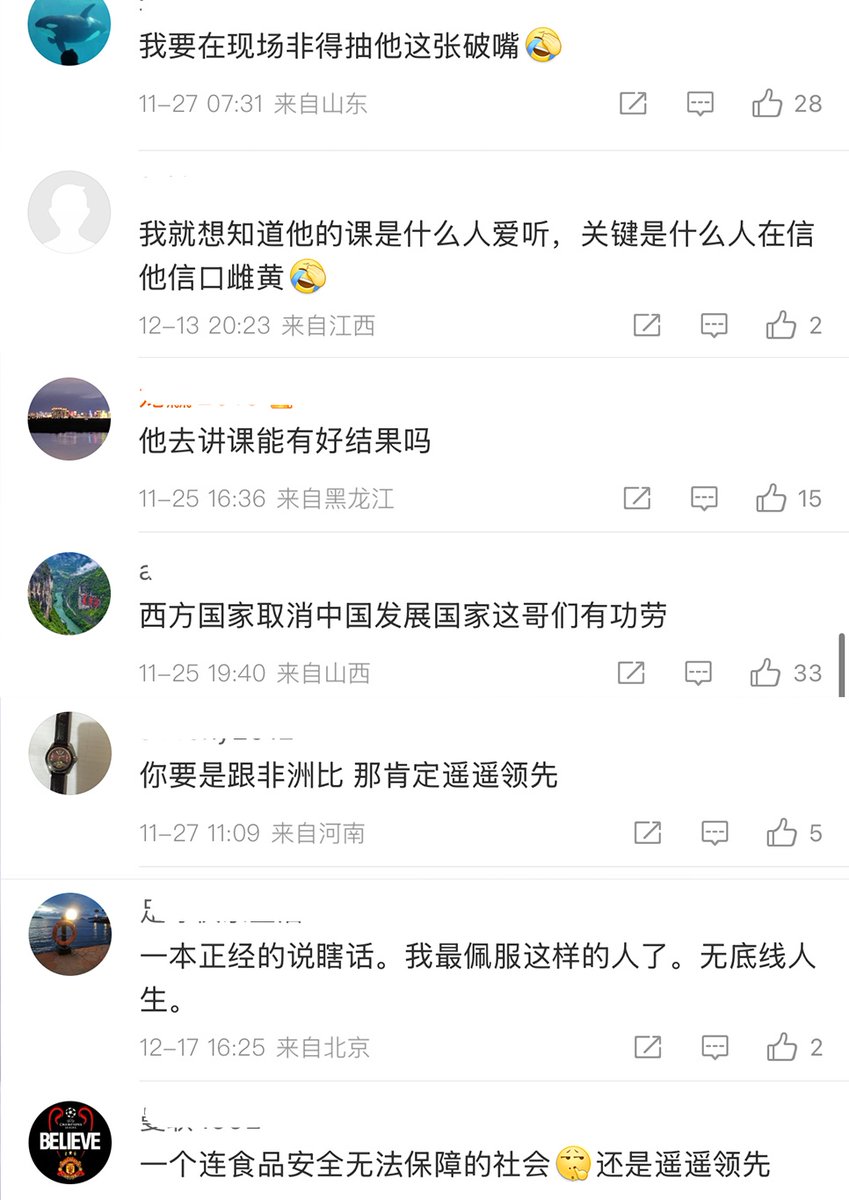 我要在现场非得抽他这张破嘴🤣
11-27 07:31 来自山东
28
我就想知道他的课是什么人爱听，关键是什么人在信
他信口雌黄🤣
12-13 20:23 来自江西
2
他去讲课能有好结果吗
11-25 16:36 来自黑龙江
15
a
西方国家取消中国发展国家这哥们有功劳
11-25 19:40 来自山西
33
你要是跟非洲比 那肯定遥遥领先
11-27 11:09 来自河南
5
一本正经的说瞎话。我最佩服这样的人了。无底线人
生。
12-17 16:25 来自北京
2
BELIEVE
一个连食品安全无法保障的社会🤔还是遥遥领先